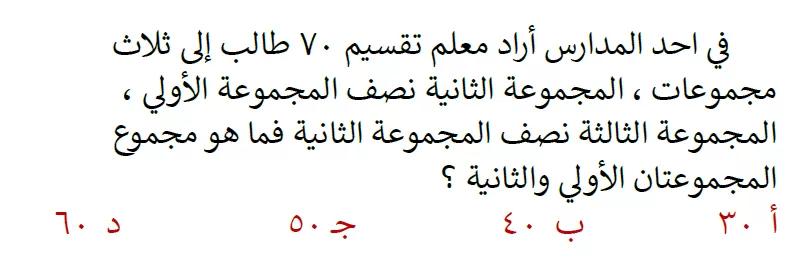 في احد المدارس أراد معلم تقسيم ٧٠ طالب إلى ثلاث
مجموعات ، المجموعة الثانية نصف المجموعة الأولي ،
المجموعة الثالثة نصف المجموعة الثانية فما هو مجموع
المجموعتان الأولي والثانية ؟
أ ٣٠ ب ٤٠ جـ ٥٠ د ٦٠